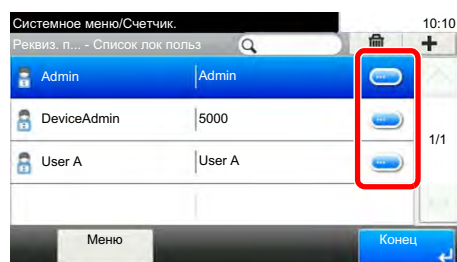 Системное меню/Счетчик. 10:10
Реквиз. п... - Список лок польз
Admin Admin
DeviceAdmin 5000
1/1
User A User A
Меню Конец